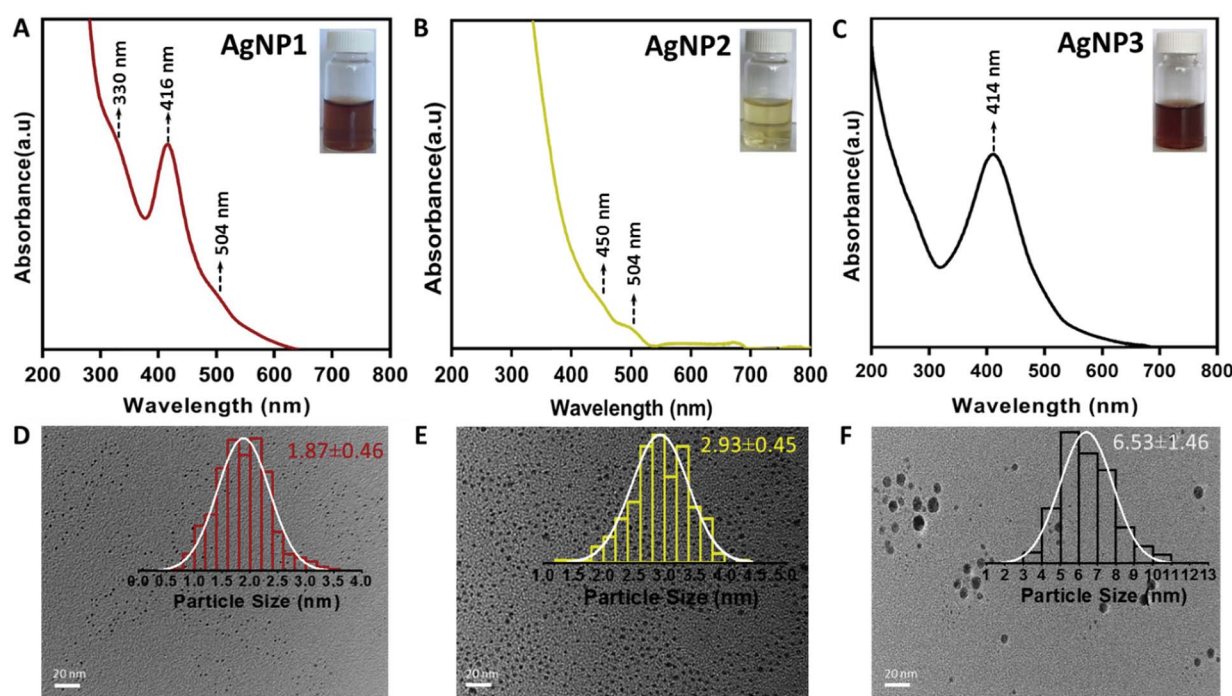 A
AgNP1
330 nm
416 nm
504 nm
Absorbance(a.u)
200 300 400 500 600 700 800
Wavelength (nm)
B
AgNP2
450 nm
504 nm
Absorbance(a.u)
200 300 400 500 600 700 800
Wavelength (nm)
C
AgNP3
414 nm
Absorbance(a.u)
200 300 400 500 600 700 800
Wavelength (nm)
D
1.87±0.46
0.0 0.5 1.0 1.5 2.0 2.5 3.0 3.5 4.0
Particle Size (nm)
20 nm
E
2.93±0.45
1.0 1.5 2.0 2.5 3.0 3.5 4.0 4.5 5.0
Particle Size (nm)
20 nm
F
6.53±1.46
1 2 3 4 5 6 7 8 9 10 11 12 13
Particle Size (nm)
20 nm